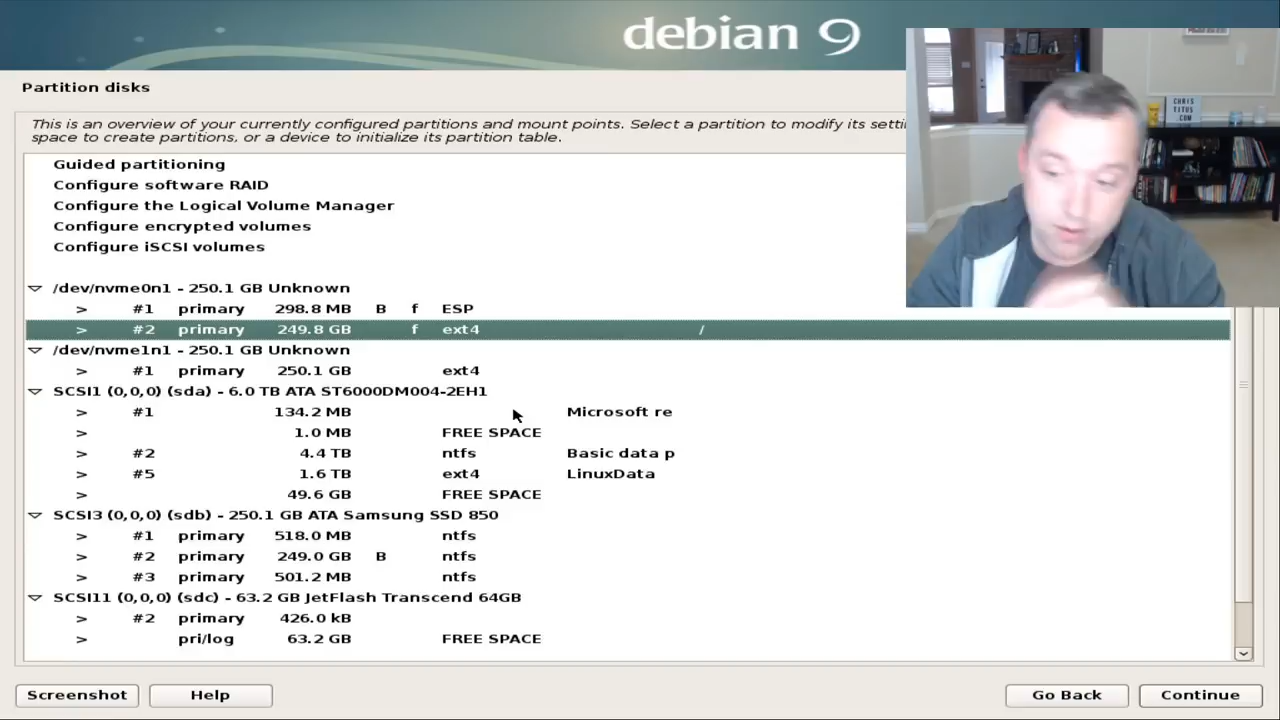 debian 9
Partition disks
This is an overview of your currently configured partitions and mount points. Select a partition to modify its setti
space to create partitions, or a device to initialize its partition table.
CHRIS
TITUS
.COM
Guided partitioning
Configure software RAID
Configure the Logical Volume Manager
Configure encrypted volumes
Configure iSCSI volumes
/dev/nvme0n1 - 250.1 GB Unknown
> #1 primary 298.8 MB B f ESP
> #2 primary 249.8 GB f ext4 /
/dev/nvme1n1 - 250.1 GB Unknown
> #1 primary 250.1 GB ext4
SCSI1 (0,0,0) (sda) - 6.0 TB ATA ST6000DM004-2EH1
> #1 134.2 MB Microsoft re
> 1.0 MB FREE SPACE
> #2 4.4 TB ntfs Basic data p
> #5 1.6 TB ext4 LinuxData
> 49.6 GB FREE SPACE
SCSI3 (0,0,0) (sdb) - 250.1 GB ATA Samsung SSD 850
> #1 primary 518.0 MB ntfs
> #2 primary 249.0 GB B ntfs
> #3 primary 501.2 MB ntfs
SCSI11 (0,0,0) (sdc) - 63.2 GB JetFlash Transcend 64GB
> #2 primary 426.0 kB
> pri/log 63.2 GB FREE SPACE
Screenshot Help Go Back Continue